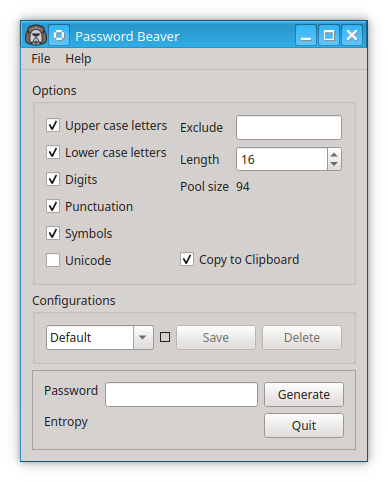 Password Beaver
File Help
Options
Upper case letters Exclude
Lower case letters Length 16
Digits Pool size 94
Punctuation
Symbols
Unicode Copy to Clipboard
Configurations
Default Save Delete
Password Generate
Entropy Quit